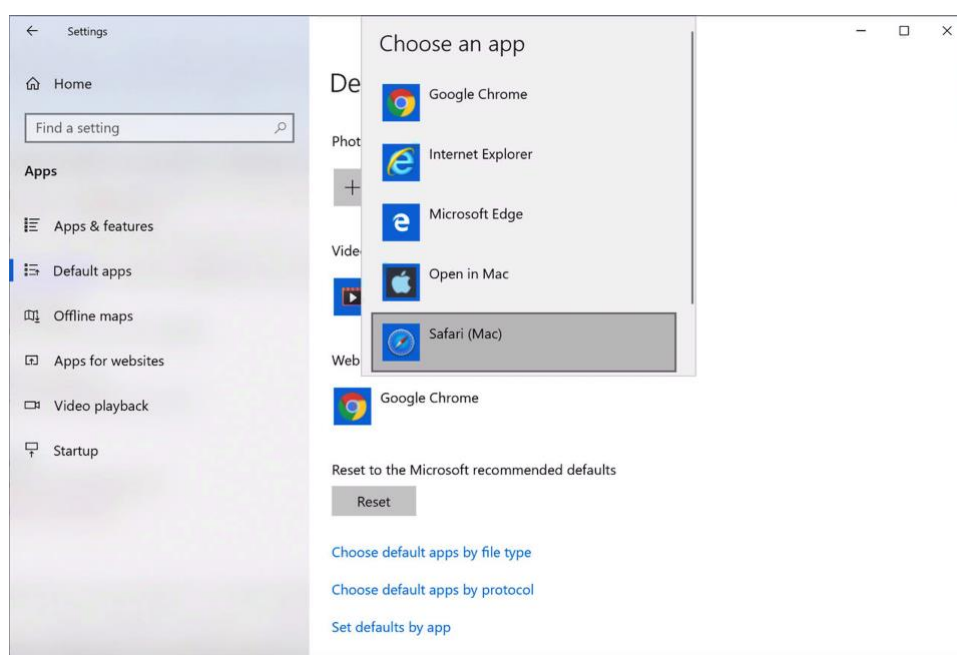 Settings
Home
Find a setting
Apps
Apps & features
Default apps
Offline maps
Apps for websites
Video playback
Startup
Choose an app
Google Chrome
Internet Explorer
Microsoft Edge
Open in Mac
Safari (Mac)
De
Phot
Vide
Web
Google Chrome
Reset to the Microsoft recommended defaults
Reset
Choose default apps by file type
Choose default apps by protocol
Set defaults by app